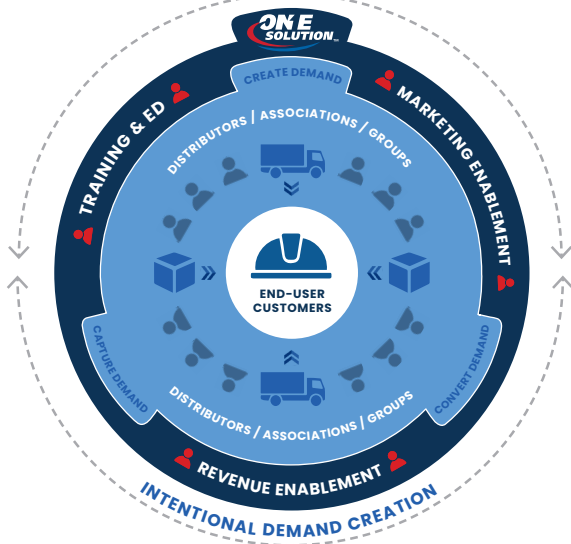 ONE
SOLUTION™
CREATE DEMAND
TRAINING & ED
MARKETING ENABLEMENT
DISTRIBUTORS / ASSOCIATIONS / GROUPS
END-USER
CUSTOMERS
CAPTURE DEMAND
CONVERT DEMAND
DISTRIBUTORS / ASSOCIATIONS / GROUPS
REVENUE ENABLEMENT
INTENTIONAL DEMAND CREATION